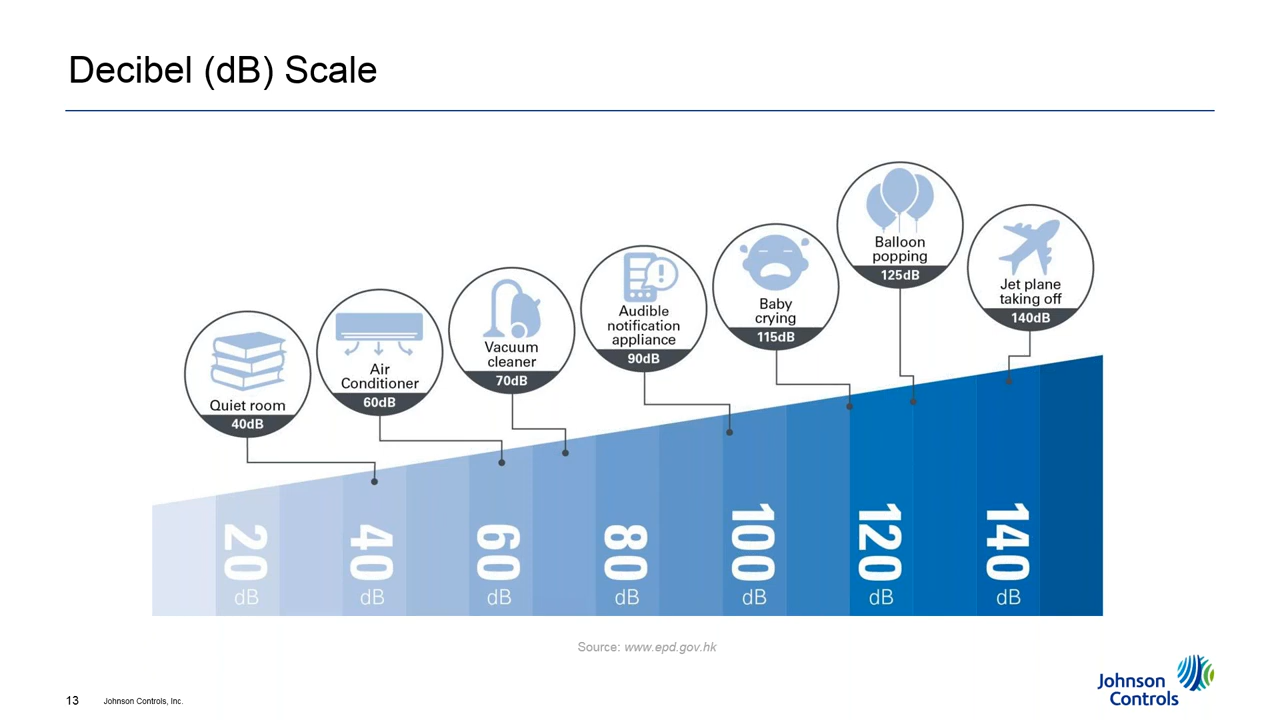 Decibel (dB) Scale
Quiet room
40dB
Air
Conditioner
60dB
Vacuum
cleaner
70dB
Audible
notification
appliance
90dB
Baby
crying
115dB
Balloon
popping
125dB
Jet plane
taking off
140dB
20 dB
40 dB
60 dB
80 dB
100 dB
120 dB
140 dB
Source: www.epd.gov.hk
13 Johnson Controls, Inc.
Johnson
Controls